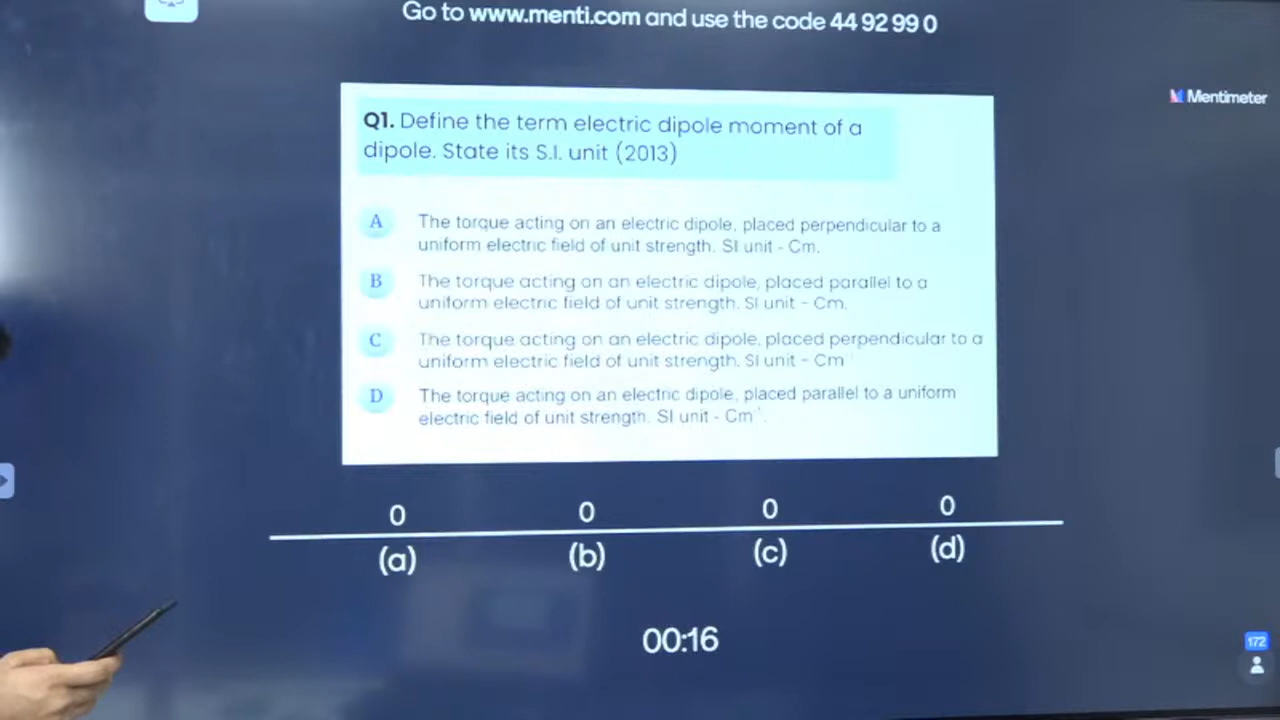 Go to www.menti.com and use the code 44 92 99 0
Mentimeter
Q1. Define the term electric dipole moment of a
dipole. State its S.I. unit (2013)
A The torque acting on an electric dipole, placed perpendicular to a
uniform electric field of unit strength. SI unit - Cm.
B The torque acting on an electric dipole, placed parallel to a
uniform electric field of unit strength. SI unit - Cm.
C The torque acting on an electric dipole, placed perpendicular to a
uniform electric field of unit strength. SI unit - Cm
D The torque acting on an electric dipole, placed parallel to a uniform
electric field of unit strength. SI unit - Cm
0 0 0 0
(a) (b) (c) (d)
00:16
172